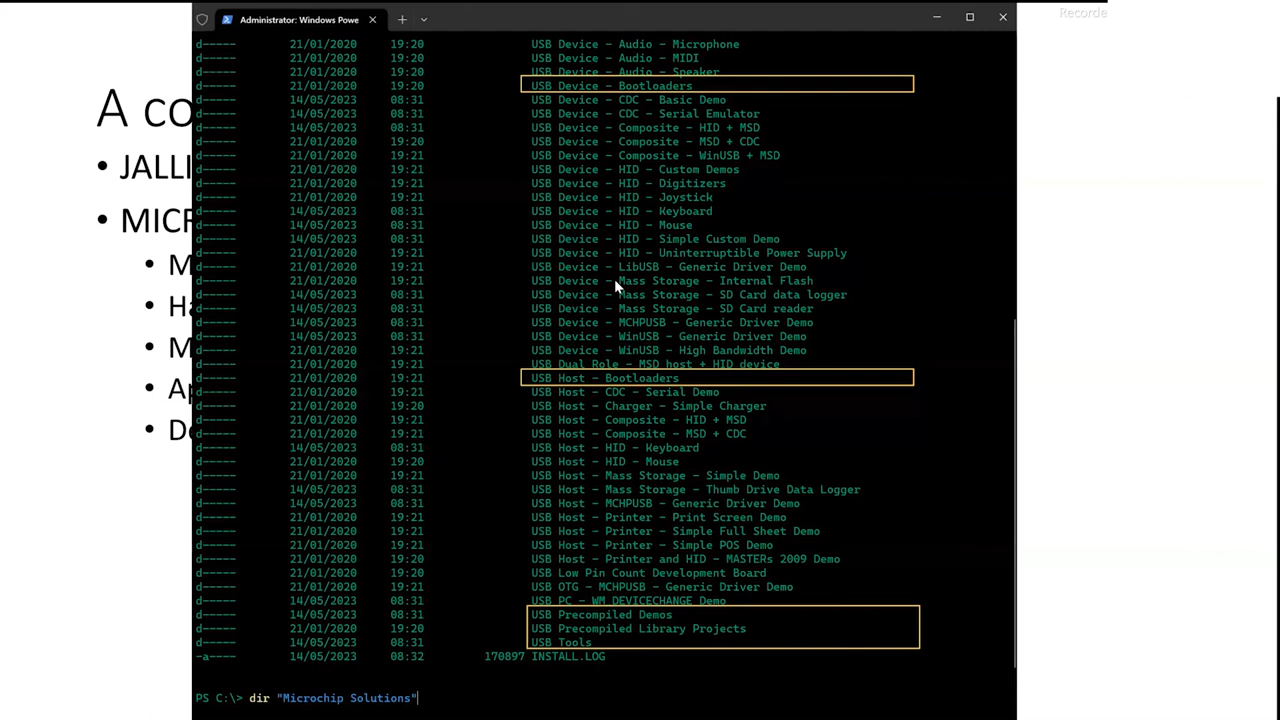 Recorde
Administrator: Windows Powe
d----- 21/01/2020 19:20 USB Device - Audio - Microphone
d----- 21/01/2020 19:20 USB Device - Audio - MIDI
d----- 21/01/2020 19:20 USB Device - Audio - Speaker
d----- 21/01/2020 19:20 USB Device - Bootloaders
d----- 14/05/2023 08:31 USB Device - CDC - Basic Demo
d----- 14/05/2023 08:31 USB Device - CDC - Serial Emulator
d----- 14/05/2023 08:31 USB Device - Composite - HID + MSD
d----- 21/01/2020 19:20 USB Device - Composite - MSD + CDC
d----- 21/01/2020 19:21 USB Device - Composite - WinUSB + MSD
d----- 21/01/2020 19:21 USB Device - HID - Custom Demos
d----- 21/01/2020 19:21 USB Device - HID - Digitizers
d----- 21/01/2020 19:21 USB Device - HID - Joystick
d----- 14/05/2023 08:31 USB Device - HID - Keyboard
d----- 14/05/2023 08:31 USB Device - HID - Mouse
d----- 14/05/2023 08:31 USB Device - HID - Simple Custom Demo
d----- 21/01/2020 19:21 USB Device - HID - Uninterruptible Power Supply
d----- 21/01/2020 19:21 USB Device - LibUSB - Generic Driver Demo
d----- 21/01/2020 19:21 USB Device - Mass Storage - Internal Flash
d----- 14/05/2023 08:31 USB Device - Mass Storage - SD Card data logger
d----- 14/05/2023 08:31 USB Device - Mass Storage - SD Card reader
d----- 14/05/2023 08:31 USB Device - MCHPUSB - Generic Driver Demo
d----- 14/05/2023 08:31 USB Device - WinUSB - Generic Driver Demo
d----- 21/01/2020 19:21 USB Device - WinUSB - High Bandwidth Demo
d----- 21/01/2020 19:21 USB Dual Role - MSD host + HID device
d----- 21/01/2020 19:21 USB Host - Bootloaders
d----- 21/01/2020 19:21 USB Host - CDC - Serial Demo
d----- 21/01/2020 19:20 USB Host - Charger - Simple Charger
d----- 21/01/2020 19:21 USB Host - Composite - HID + MSD
d----- 21/01/2020 19:21 USB Host - Composite - MSD + CDC
d----- 14/05/2023 08:31 USB Host - HID - Keyboard
d----- 21/01/2020 19:20 USB Host - HID - Mouse
d----- 21/01/2020 19:21 USB Host - Mass Storage - Simple Demo
d----- 14/05/2023 08:31 USB Host - Mass Storage - Thumb Drive Data Logger
d----- 14/05/2023 08:31 USB Host - MCHPUSB - Generic Driver Demo
d----- 21/01/2020 19:21 USB Host - Printer - Print Screen Demo
d----- 14/05/2023 08:31 USB Host - Printer - Simple Full Sheet Demo
d----- 21/01/2020 19:21 USB Host - Printer - Simple POS Demo
d----- 21/01/2020 19:20 USB Host - Printer and HID - MASTERs 2009 Demo
d----- 21/01/2020 19:20 USB Low Pin Count Development Board
d----- 21/01/2020 19:21 USB OTG - MCHPUSB - Generic Driver Demo
d----- 14/05/2023 08:31 USB PC - WM_DEVICECHANGE Demo
d----- 14/05/2023 08:31 USB Precompiled Demos
d----- 21/01/2020 19:20 USB Precompiled Library Projects
d----- 14/05/2023 08:31 USB Tools
-a---- 14/05/2023 08:32 170897 INSTALL.LOG
PS C:\> dir "Microchip Solutions"
A co
• JALLI
• MICR
• M
• Ha
• M
• Ap
• De